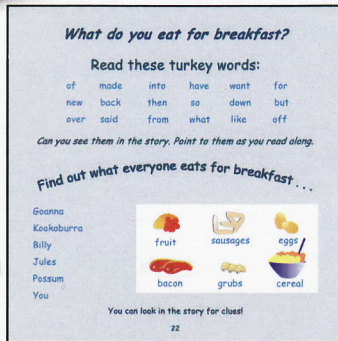 What do you eat for breakfast?
Read these turkey words:
of made into have want for
new back then so down but
over said from what like off
Can you see them in the story. Point to them as you read along.
Find out what everyone eats for breakfast . . .
Goanna
Kookaburra
Billy
Jules
Possum
You
fruit sausages eggs
bacon grubs cereal
You can look in the story for clues!
22